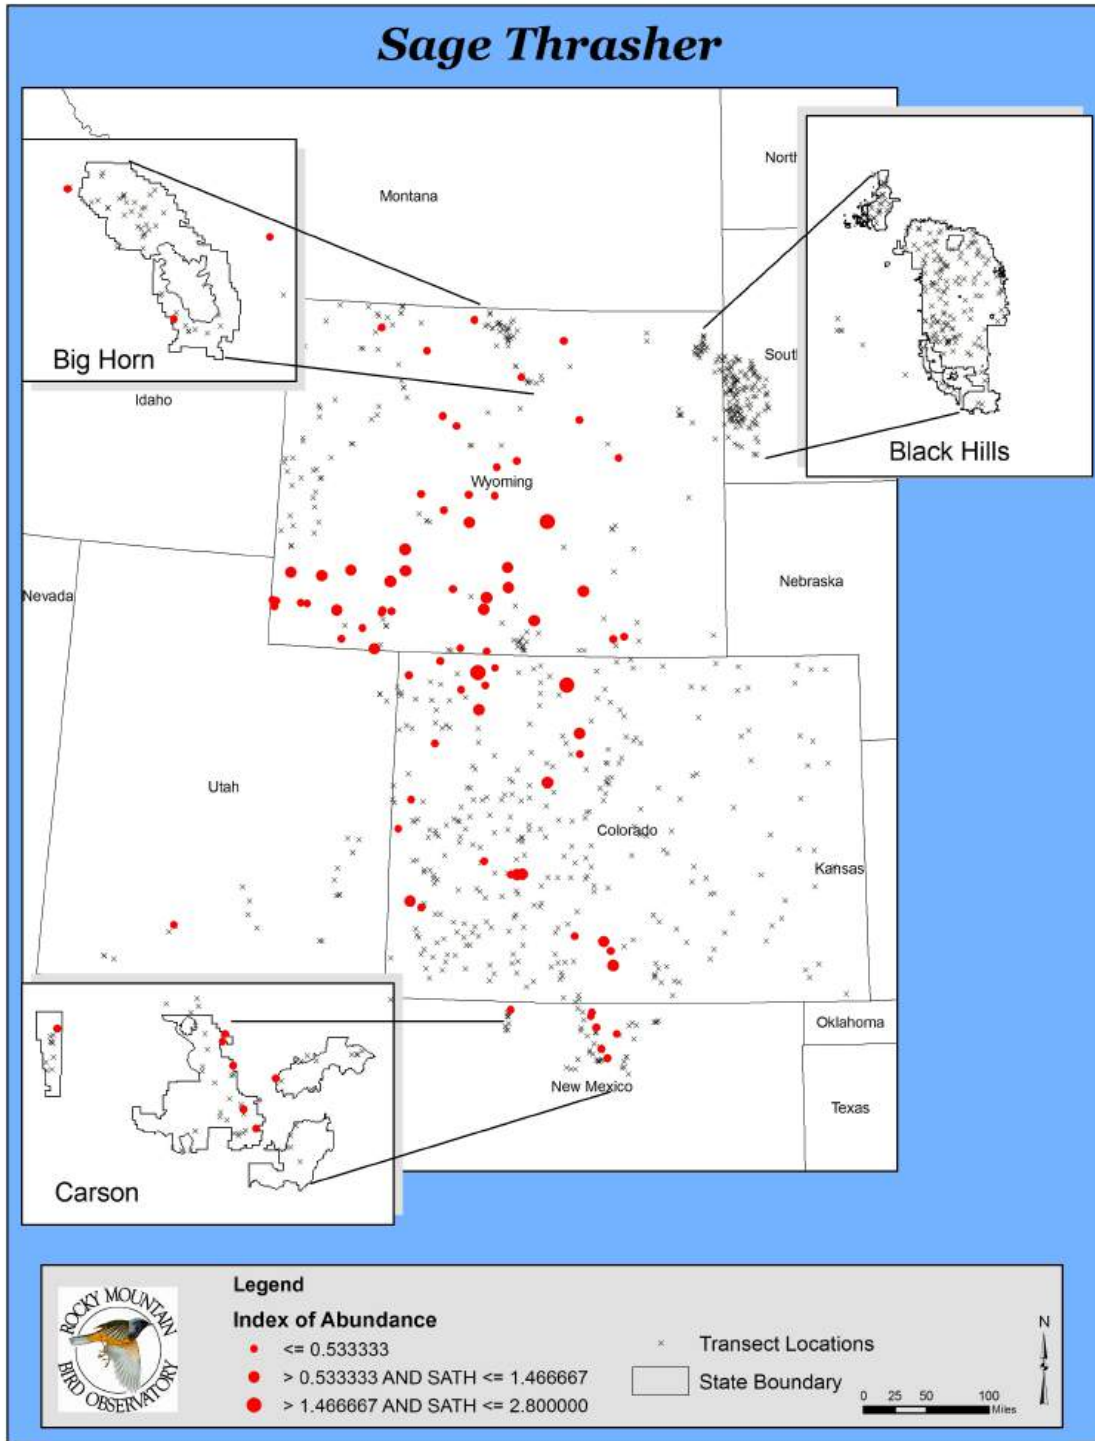 Sage Thrasher
Montana
North
Big Horn
Idaho
South
Black Hills
Wyoming
Nevada
Nebraska
Utah
Colorado
Kansas
Oklahoma
New Mexico
Texas
Carson
Legend
Index of Abundance
<= 0.533333
> 0.533333 AND SATH <= 1.466667
> 1.466667 AND SATH <= 2.800000
Transect Locations
State Boundary
N
0 25 50 100
Miles
ROCKY MOUNTAIN
BIRD OBSERVATORY